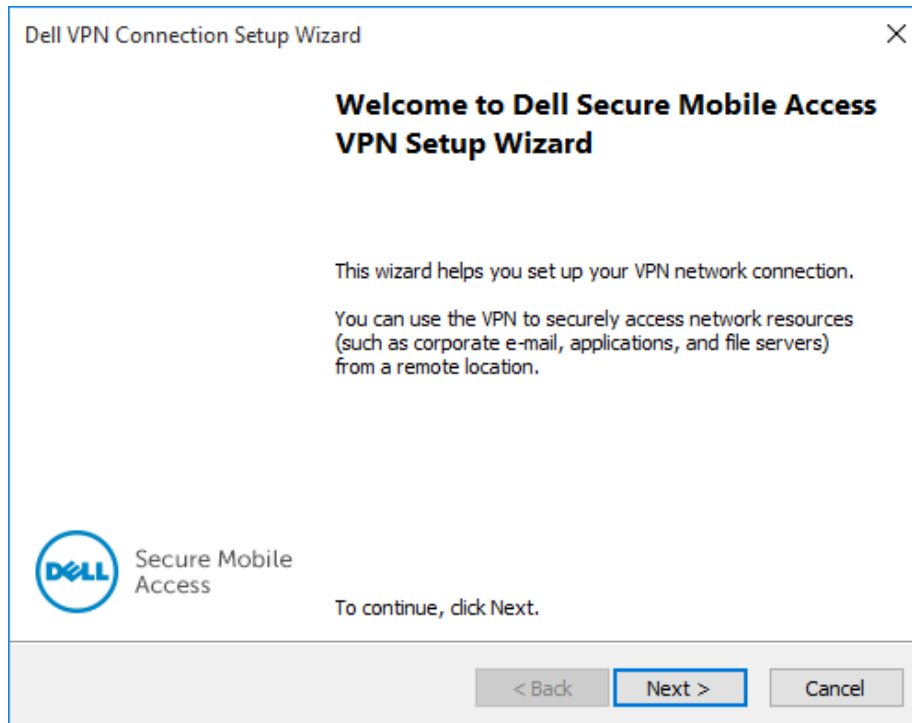 Dell VPN Connection Setup Wizard
Welcome to Dell Secure Mobile Access
VPN Setup Wizard
This wizard helps you set up your VPN network connection.
You can use the VPN to securely access network resources
(such as corporate e-mail, applications, and file servers)
from a remote location.
DELL
Secure Mobile
Access
To continue, click Next.
< Back
Next >
Cancel